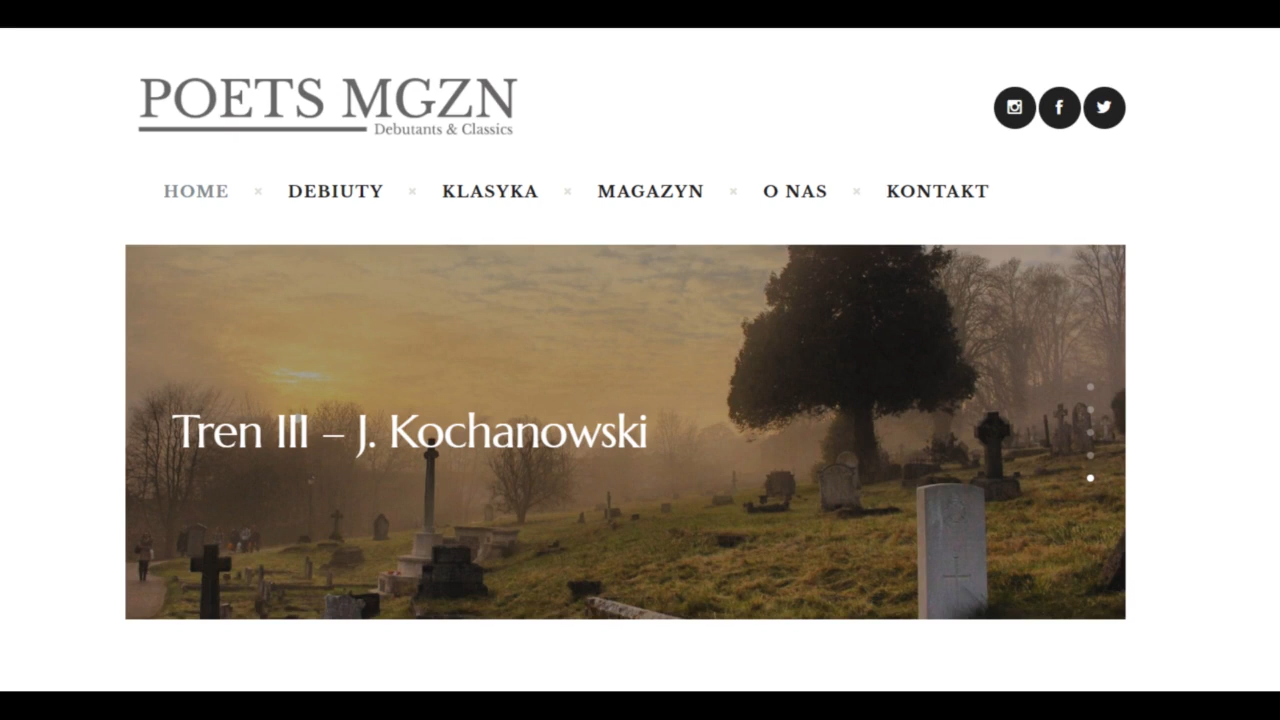 POETS MGZN
Debutants & Classics
HOME × DEBIUTY × KLASYKA × MAGAZYN × O NAS × KONTAKT
Tren III – J. Kochanowski